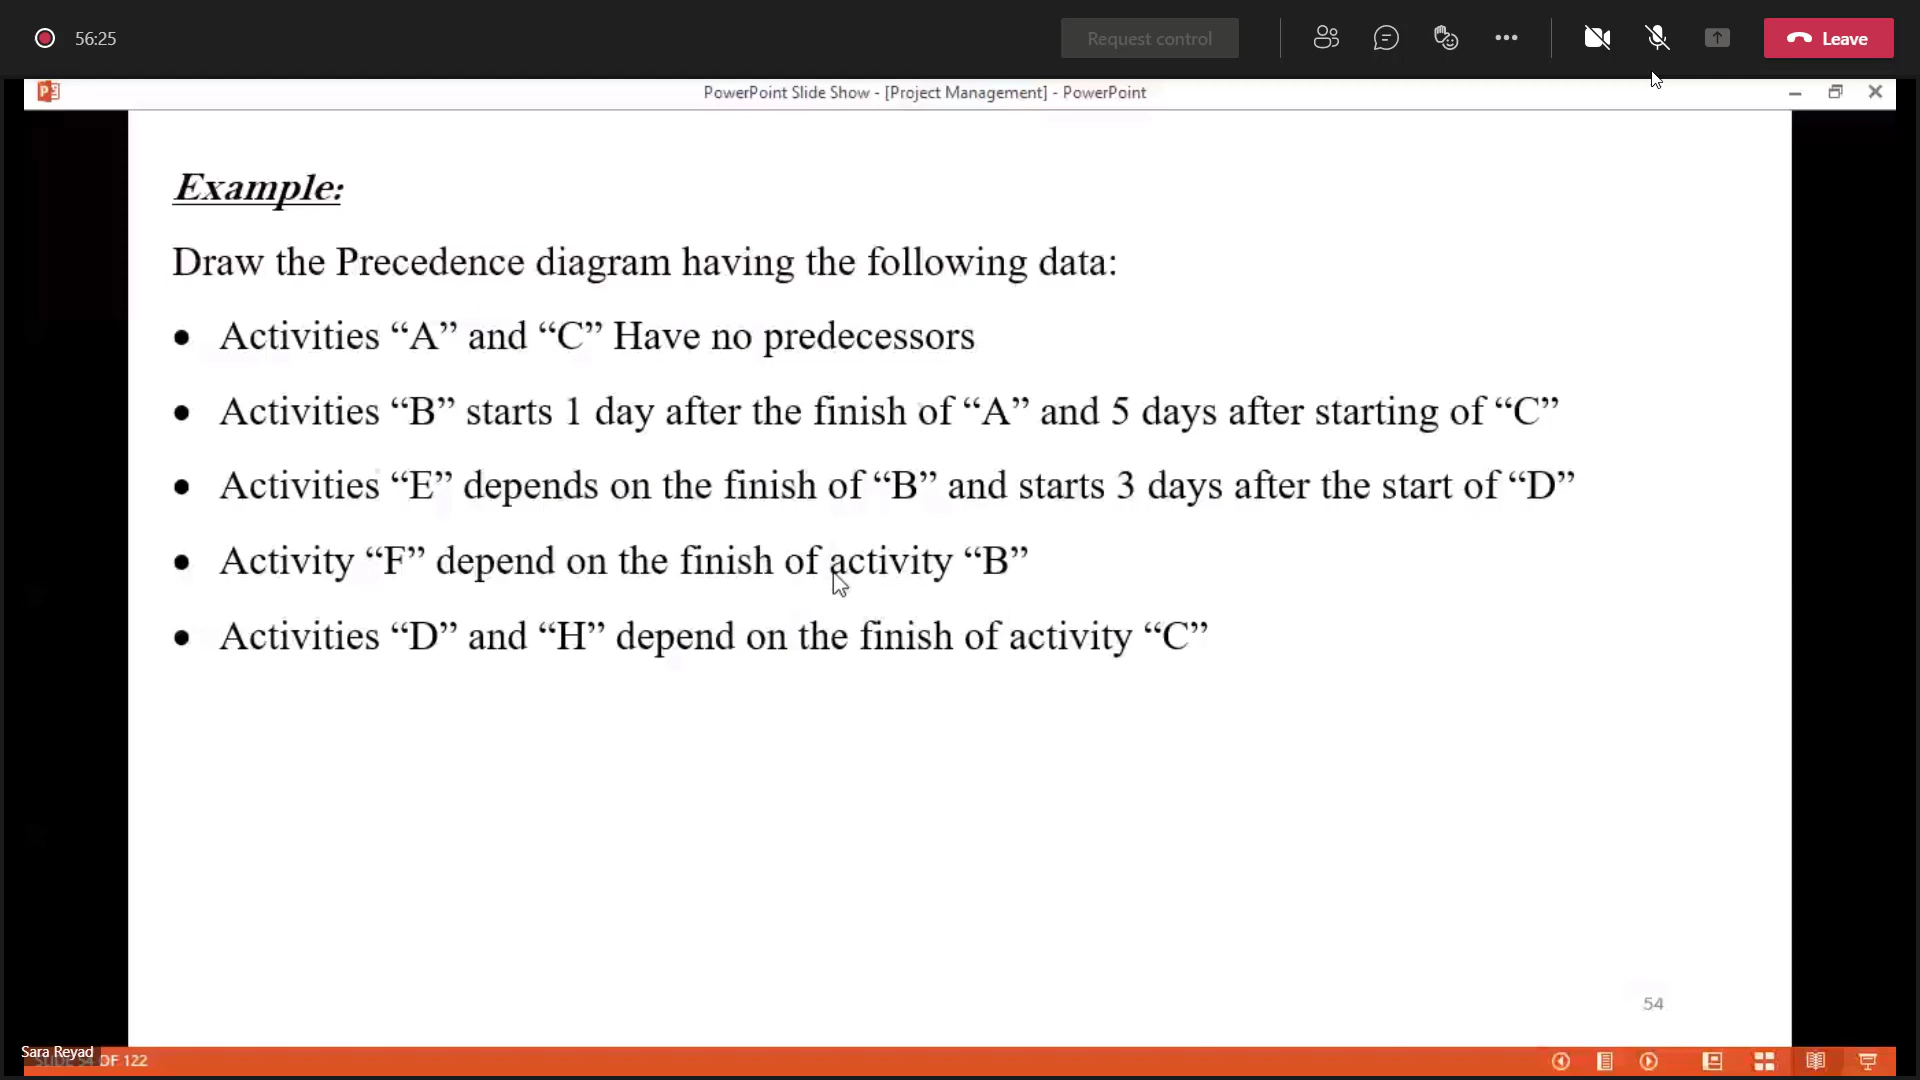 56:25
Request control
Leave
PowerPoint Slide Show - [Project Management] - PowerPoint
Example:
Draw the Precedence diagram having the following data:
• Activities “A” and “C” Have no predecessors
• Activities “B” starts 1 day after the finish of “A” and 5 days after starting of “C”
• Activities “E” depends on the finish of “B” and starts 3 days after the start of “D”
• Activity “F” depend on the finish of activity “B”
• Activities “D” and “H” depend on the finish of activity “C”
54
Sara Reyad
SLIDE 54 OF 122